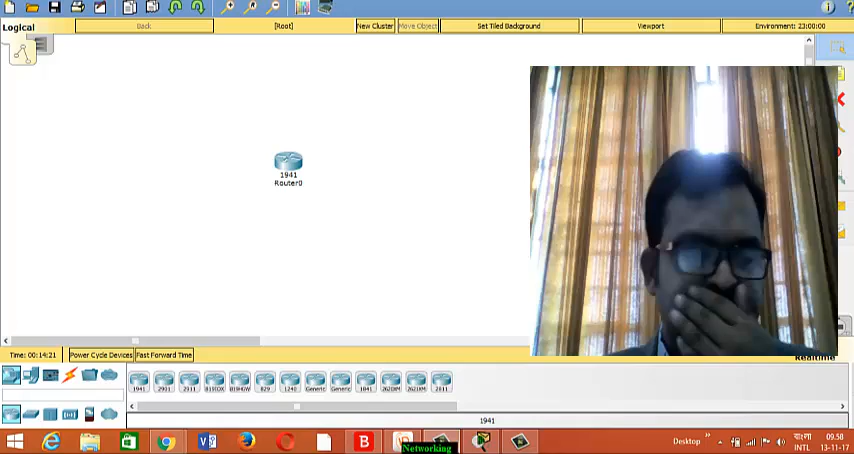 Logical
Back
[Root]
New Cluster
Move Object
Set Tiled Background
Viewport
Environment: 23:00:00
1941
Router0
Time: 00:14:21
Power Cycle Devices
Fast Forward Time
Realtime
1941
2901
2911
819IOX
819HGW
829
1240
Generic
Generic
1841
2620XM
2621XM
2811
1941
Networking
Desktop
বাংলা
INTL
09.58
13-11-17